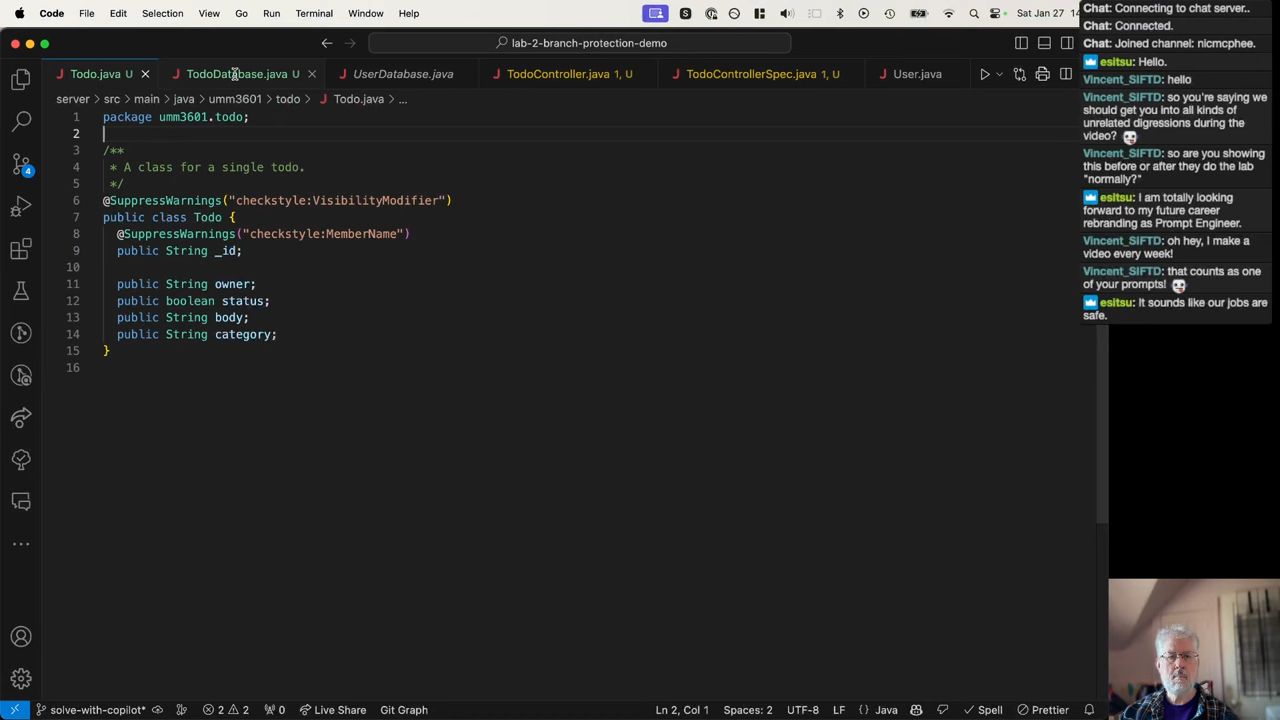 Code File Edit Selection View Go Run Terminal Window Help
Sat Jan 27
lab-2-branch-protection-demo
Todo.java U
TodoDatabase.java U
UserDatabase.java
TodoController.java 1, U
TodoControllerSpec.java 1, U
User.java
server > src > main > java > umm3601 > todo > Todo.java > ...
1 package umm3601.todo;
2
3 /**
4 * A class for a single todo.
5 */
6 @SuppressWarnings("checkstyle:VisibilityModifier")
7 public class Todo {
8 @SuppressWarnings("checkstyle:MemberName")
9 public String _id;
10
11 public String owner;
12 public boolean status;
13 public String body;
14 public String category;
15 }
16
4
solve-with-copilot* 2 2 0 Live Share Git Graph
Ln 2, Col 1 Spaces: 2 UTF-8 LF {} Java Spell Prettier
Chat: Connecting to chat server..
Chat: Connected.
Chat: Joined channel: nicmcphee.
esitsu: Hello.
Vincent_SIFTD: hello
Vincent_SIFTD: so you're saying we
should get you into all kinds of
unrelated digressions during the
video?
Vincent_SIFTD: so are you showing
this before or after they do the lab
"normally?"
esitsu: I am totally looking
forward to my future career
rebranding as Prompt Engineer.
Vincent_SIFTD: oh hey, I make a
video every week!
Vincent_SIFTD: that counts as one
of your prompts!
esitsu: It sounds like our jobs are
safe.